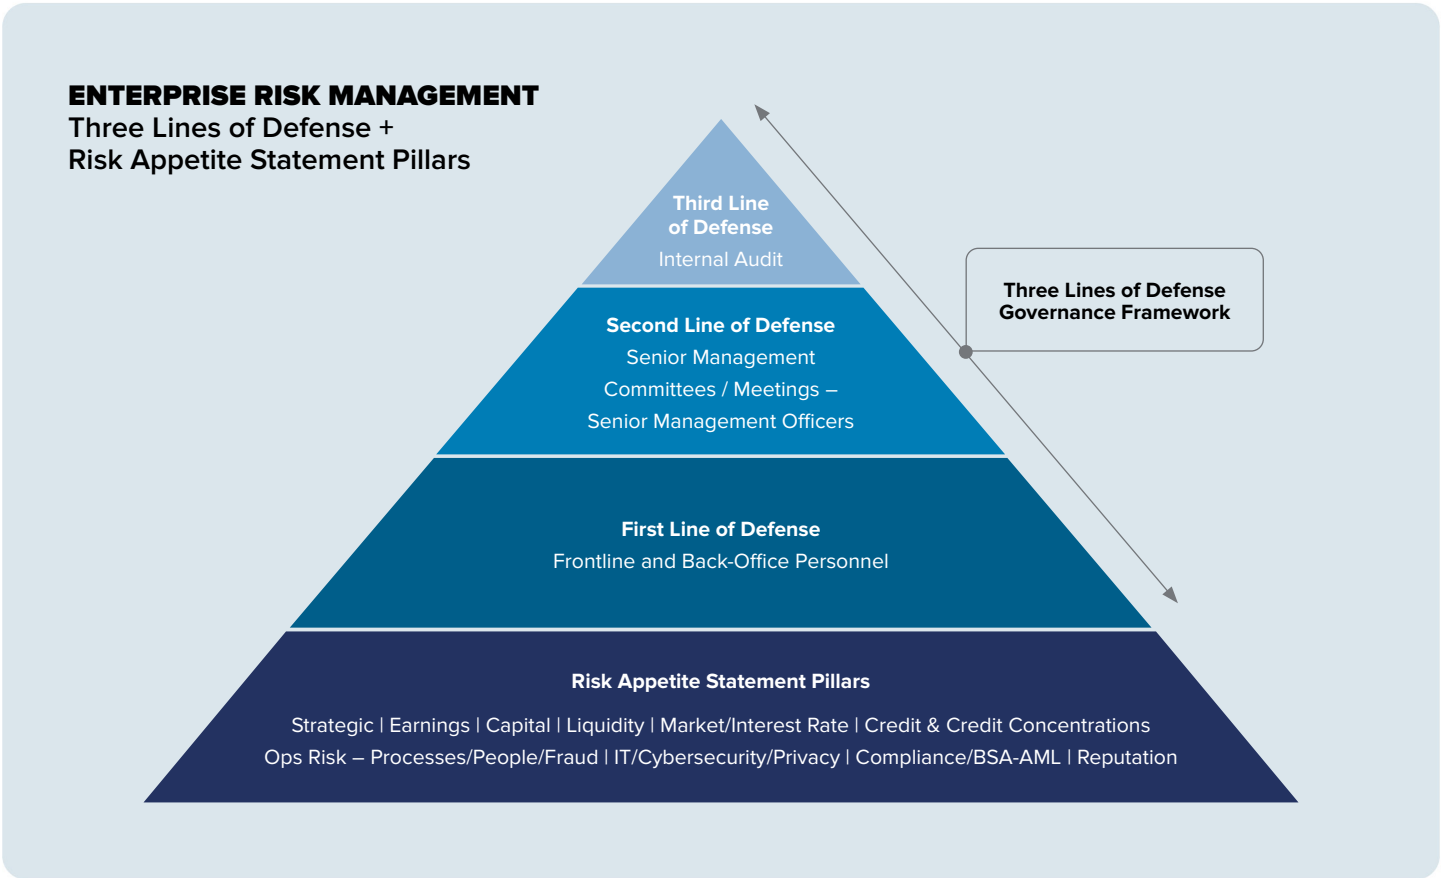 ENTERPRISE RISK MANAGEMENT
Three Lines of Defense +
Risk Appetite Statement Pillars
Third Line
of Defense
Internal Audit
Three Lines of Defense
Governance Framework
Second Line of Defense
Senior Management
Committees / Meetings –
Senior Management Officers
First Line of Defense
Frontline and Back-Office Personnel
Risk Appetite Statement Pillars
Strategic | Earnings | Capital | Liquidity | Market/Interest Rate | Credit & Credit Concentrations
Ops Risk – Processes/People/Fraud | IT/Cybersecurity/Privacy | Compliance/BSA-AML | Reputation